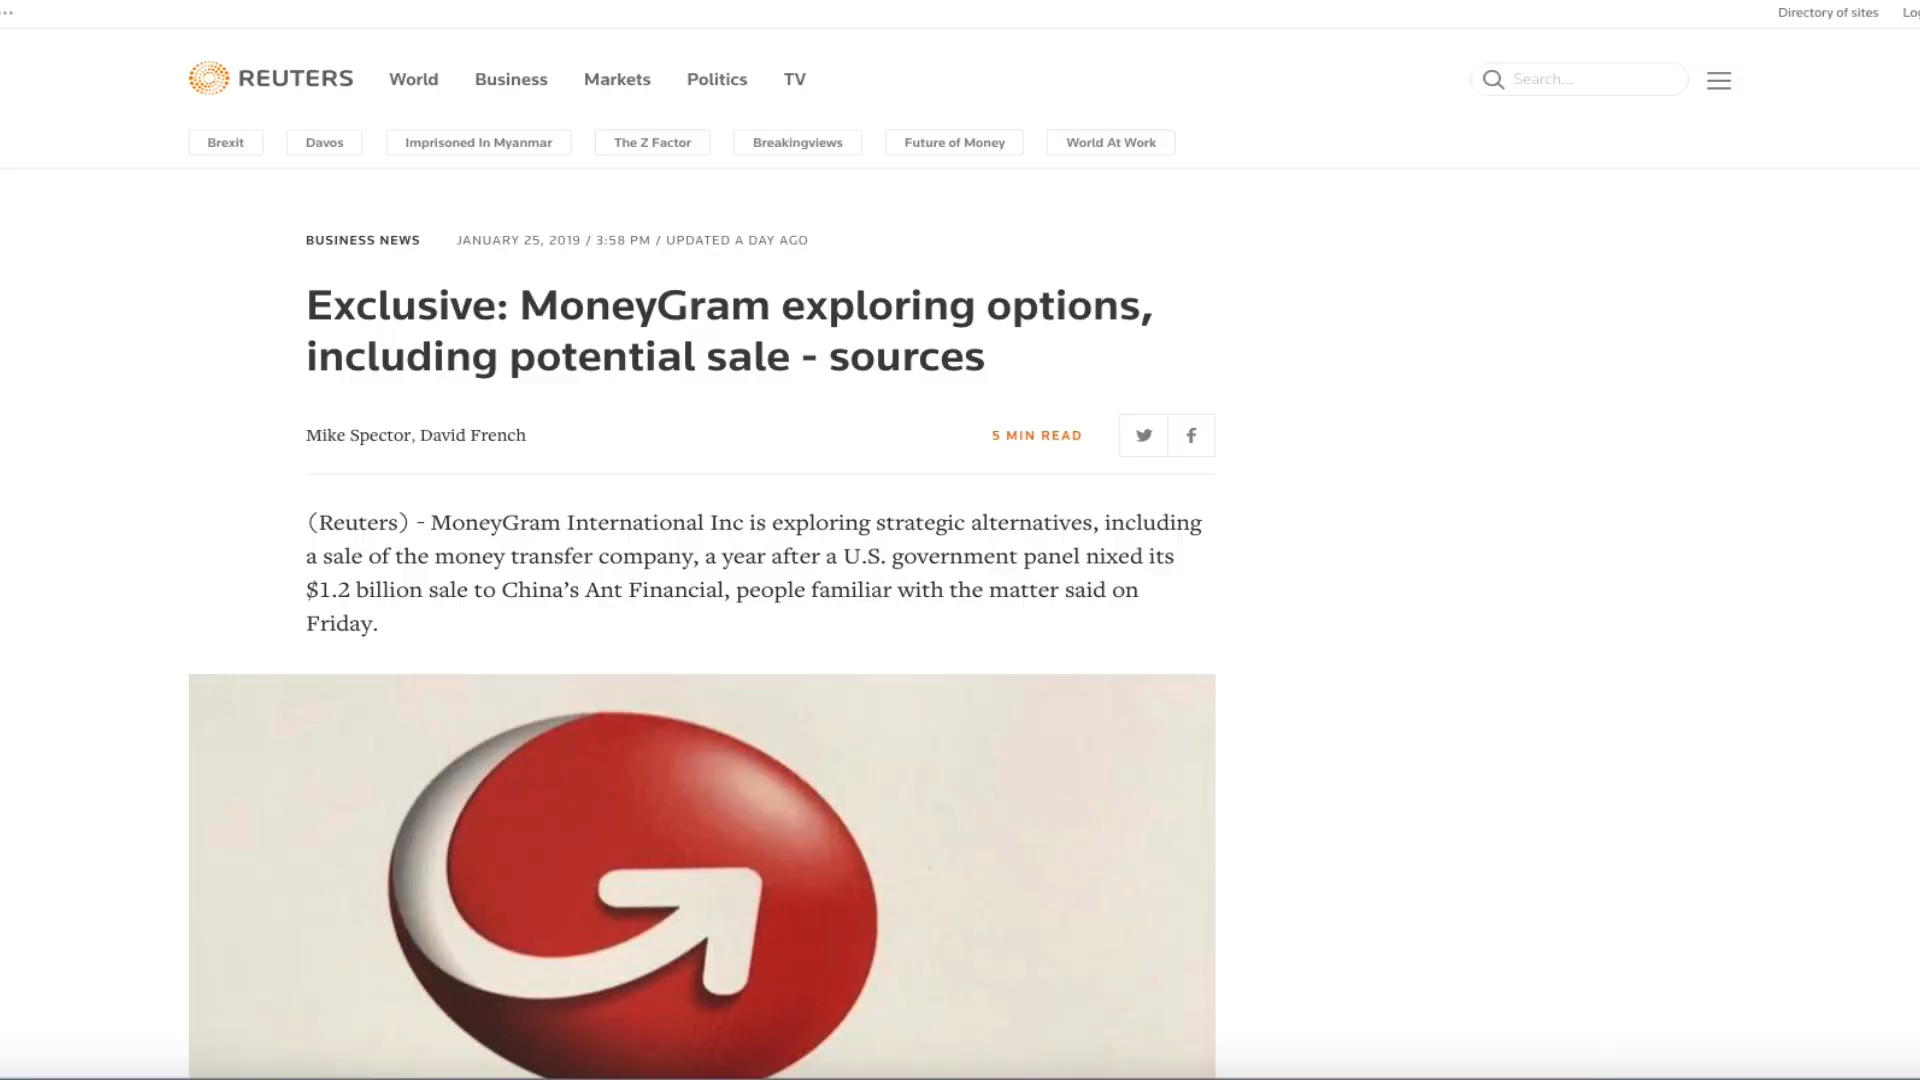 Directory of sites
REUTERS World Business Markets Politics TV Search...
Brexit Davos Imprisoned In Myanmar The Z Factor Breakingviews Future of Money World At Work
BUSINESS NEWS JANUARY 25, 2019 / 3:58 PM / UPDATED A DAY AGO
Exclusive: MoneyGram exploring options,
including potential sale - sources
Mike Spector, David French 5 MIN READ
(Reuters) - MoneyGram International Inc is exploring strategic alternatives, including
a sale of the money transfer company, a year after a U.S. government panel nixed its
$1.2 billion sale to China’s Ant Financial, people familiar with the matter said on
Friday.